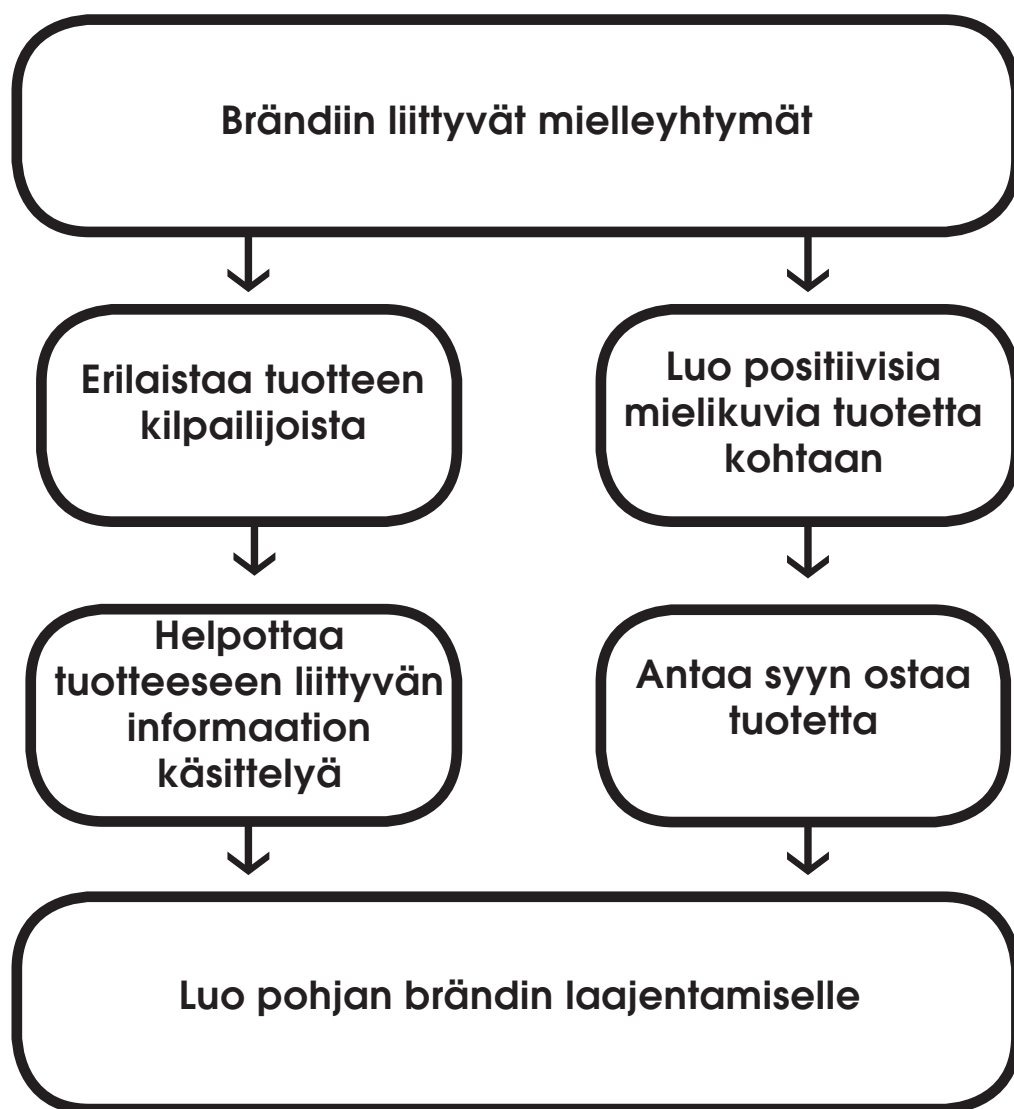 Brändiin liittyvät mielleyhtymät
Erilaistaa tuotteen
kilpailijoista
Luo positiivisia
mielikuvia tuotetta
kohtaan
Helpottaa
tuotteeseen liittyvän
informaation
käsittelyä
Antaa syyn ostaa
tuotetta
Luo pohjan brändin laajentamiselle